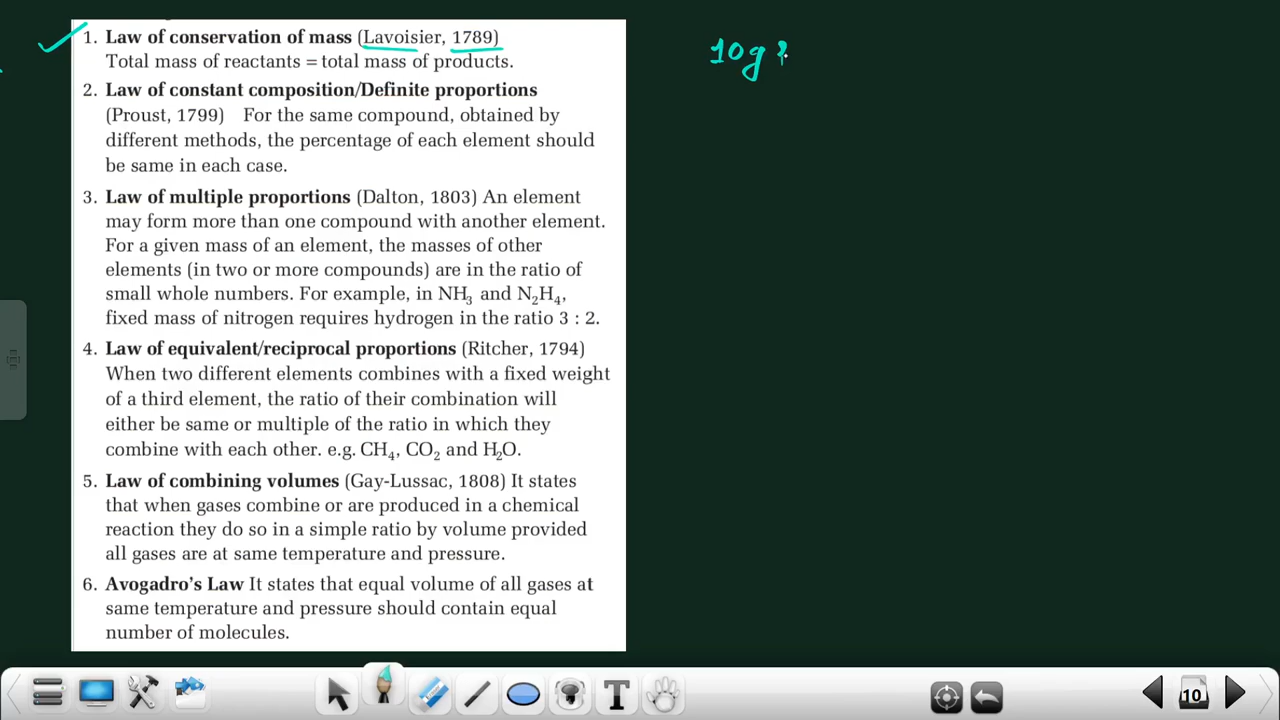 1. Law of conservation of mass (Lavoisier, 1789)
Total mass of reactants = total mass of products.
2. Law of constant composition/Definite proportions
(Proust, 1799) For the same compound, obtained by
different methods, the percentage of each element should
be same in each case.
3. Law of multiple proportions (Dalton, 1803) An element
may form more than one compound with another element.
For a given mass of an element, the masses of other
elements (in two or more compounds) are in the ratio of
small whole numbers. For example, in NH₃ and N₂H₄,
fixed mass of nitrogen requires hydrogen in the ratio 3 : 2.
4. Law of equivalent/reciprocal proportions (Ritcher, 1794)
When two different elements combines with a fixed weight
of a third element, the ratio of their combination will
either be same or multiple of the ratio in which they
combine with each other. e.g. CH₄, CO₂ and H₂O.
5. Law of combining volumes (Gay-Lussac, 1808) It states
that when gases combine or are produced in a chemical
reaction they do so in a simple ratio by volume provided
all gases are at same temperature and pressure.
6. Avogadro's Law It states that equal volume of all gases at
same temperature and pressure should contain equal
number of molecules.
10g
T
10